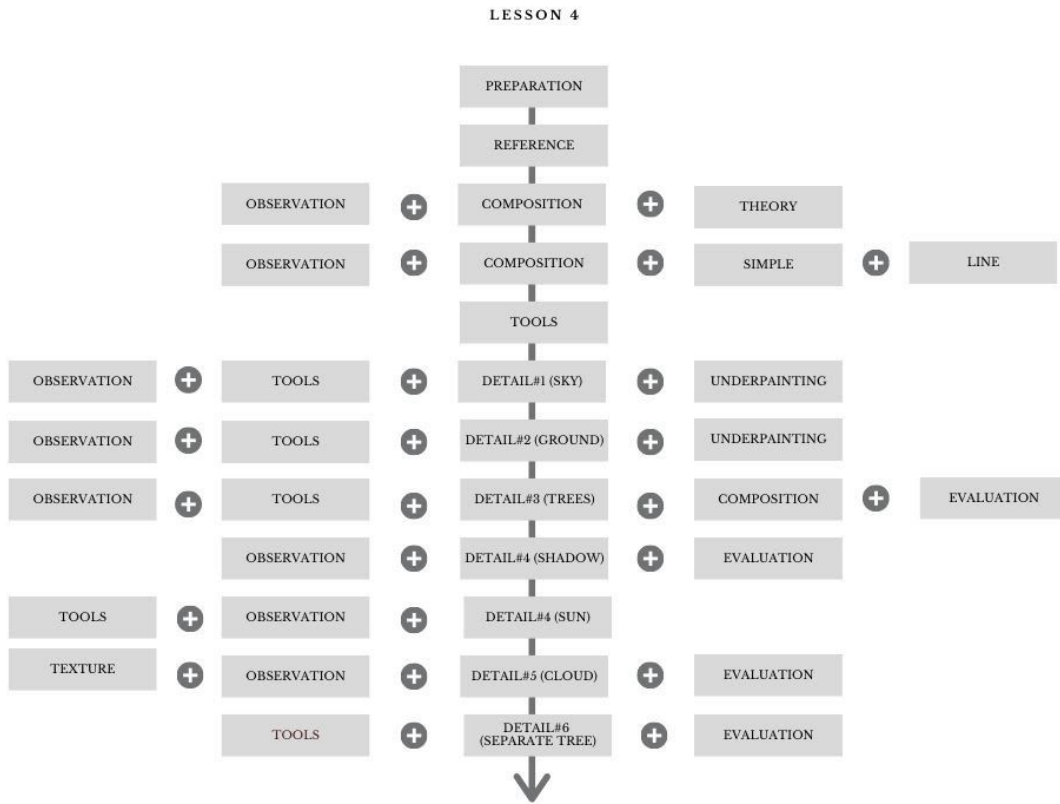 LESSON 4
PREPARATION
REFERENCE
OBSERVATION COMPOSITION THEORY
OBSERVATION COMPOSITION SIMPLE LINE
TOOLS
OBSERVATION TOOLS DETAIL#1 (SKY) UNDERPAINTING
OBSERVATION TOOLS DETAIL#2 (GROUND) UNDERPAINTING
OBSERVATION TOOLS DETAIL#3 (TREES) COMPOSITION EVALUATION
OBSERVATION DETAIL#4 (SHADOW) EVALUATION
TOOLS OBSERVATION DETAIL#4 (SUN)
TEXTURE OBSERVATION DETAIL#5 (CLOUD) EVALUATION
TOOLS DETAIL#6
(SEPARATE TREE) EVALUATION